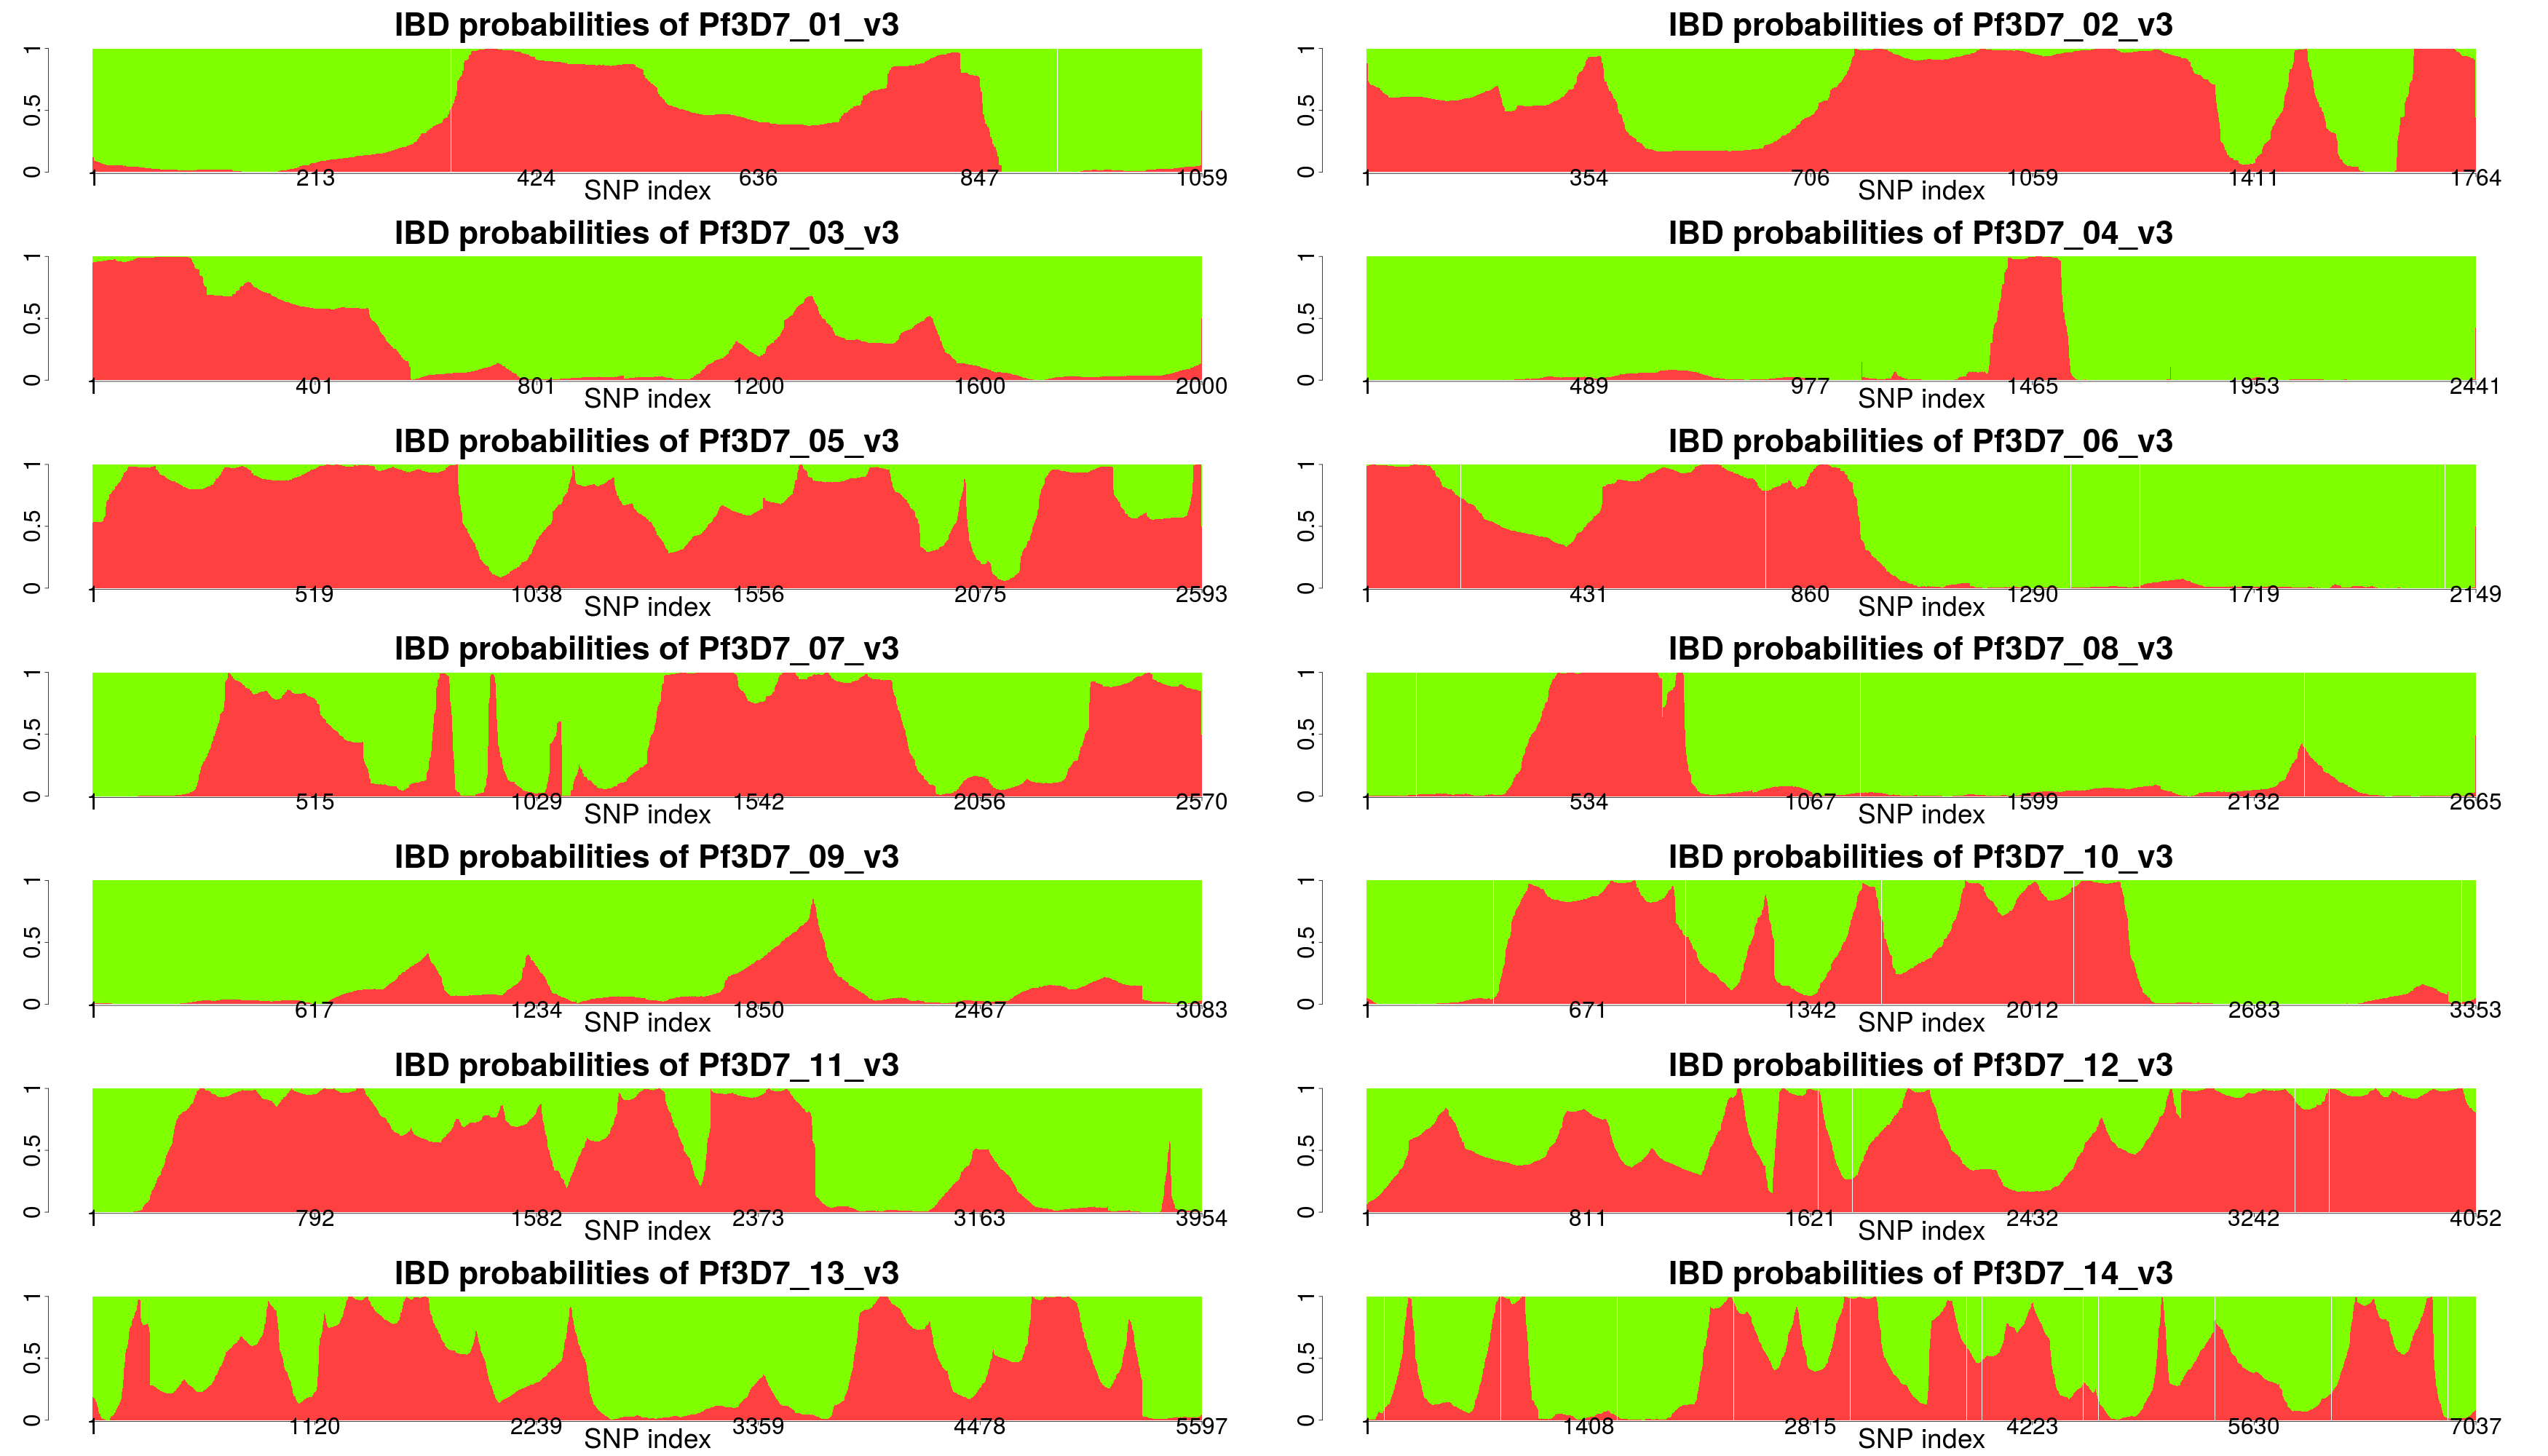 IBD probabilities of Pf3D7_01_v3
0 0.5 1
1 213 424 636 847 1059
SNP index
IBD probabilities of Pf3D7_02_v3
0 0.5 1
1 354 706 1059 1411 1764
SNP index
IBD probabilities of Pf3D7_03_v3
0 0.5 1
1 401 801 1200 1600 2000
SNP index
IBD probabilities of Pf3D7_04_v3
0 0.5 1
1 489 977 1465 1953 2441
SNP index
IBD probabilities of Pf3D7_05_v3
0 0.5 1
1 519 1038 1556 2075 2593
SNP index
IBD probabilities of Pf3D7_06_v3
0 0.5 1
1 431 860 1290 1719 2149
SNP index
IBD probabilities of Pf3D7_07_v3
0 0.5 1
1 515 1029 1542 2056 2570
SNP index
IBD probabilities of Pf3D7_08_v3
0 0.5 1
1 534 1067 1599 2132 2665
SNP index
IBD probabilities of Pf3D7_09_v3
0 0.5 1
1 617 1234 1850 2467 3083
SNP index
IBD probabilities of Pf3D7_10_v3
0 0.5 1
1 671 1342 2012 2683 3353
SNP index
IBD probabilities of Pf3D7_11_v3
0 0.5 1
1 792 1582 2373 3163 3954
SNP index
IBD probabilities of Pf3D7_12_v3
0 0.5 1
1 811 1621 2432 3242 4052
SNP index
IBD probabilities of Pf3D7_13_v3
0 0.5 1
1 1120 2239 3359 4478 5597
SNP index
IBD probabilities of Pf3D7_14_v3
0 0.5 1
1 1408 2815 4223 5630 7037
SNP index